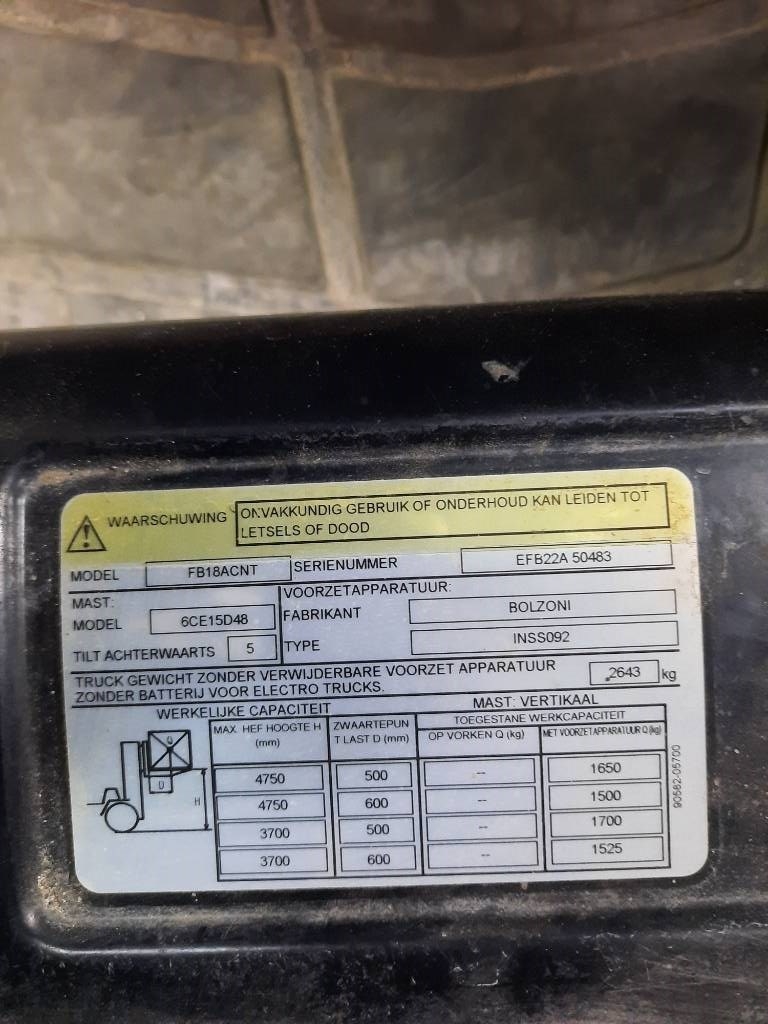 WAARSCHUWING
ONVAKKUNDIG GEBRUIK OF ONDERHOUD KAN LEIDEN TOT
LETSELS OF DOOD
MODEL FB18ACNT SERIENUMMER EFB22A 50483
MAST:
MODEL 6CE15D48
TILT ACHTERWAARTS 5
VOORZETAPPARATUUR:
FABRIKANT BOLZONI
TYPE INSS092
TRUCK GEWICHT ZONDER VERWIJDERBARE VOORZET APPARATUUR
ZONDER BATTERIJ VOOR ELECTRO TRUCKS. 2643 kg
WERKELIJKE CAPACITEIT MAST: VERTIKAAL
MAX. HEF HOOGTE H
(mm)
ZWAARTEPUN
T LAST D (mm)
TOEGESTANE WERKCAPACITEIT
OP VORKEN Q (kg) MET VOORZETAPPARATUUR Q (kg)
4750 500 -- 1650
4750 600 -- 1500
3700 500 -- 1700
3700 600 -- 1525
Q
D
H
90582-05700